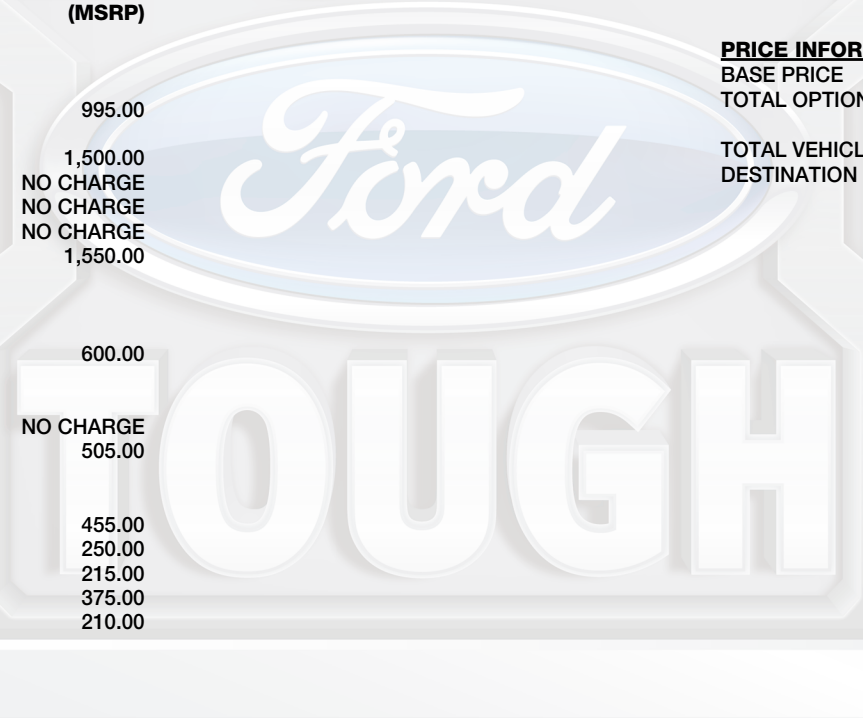 (MSRP)
995.00
1,500.00
NO CHARGE
NO CHARGE
NO CHARGE
1,550.00
600.00
NO CHARGE
505.00
455.00
250.00
215.00
375.00
210.00
PRICE INFOR
BASE PRICE
TOTAL OPTION
TOTAL VEHICL
DESTINATION
Ford
TOUGH